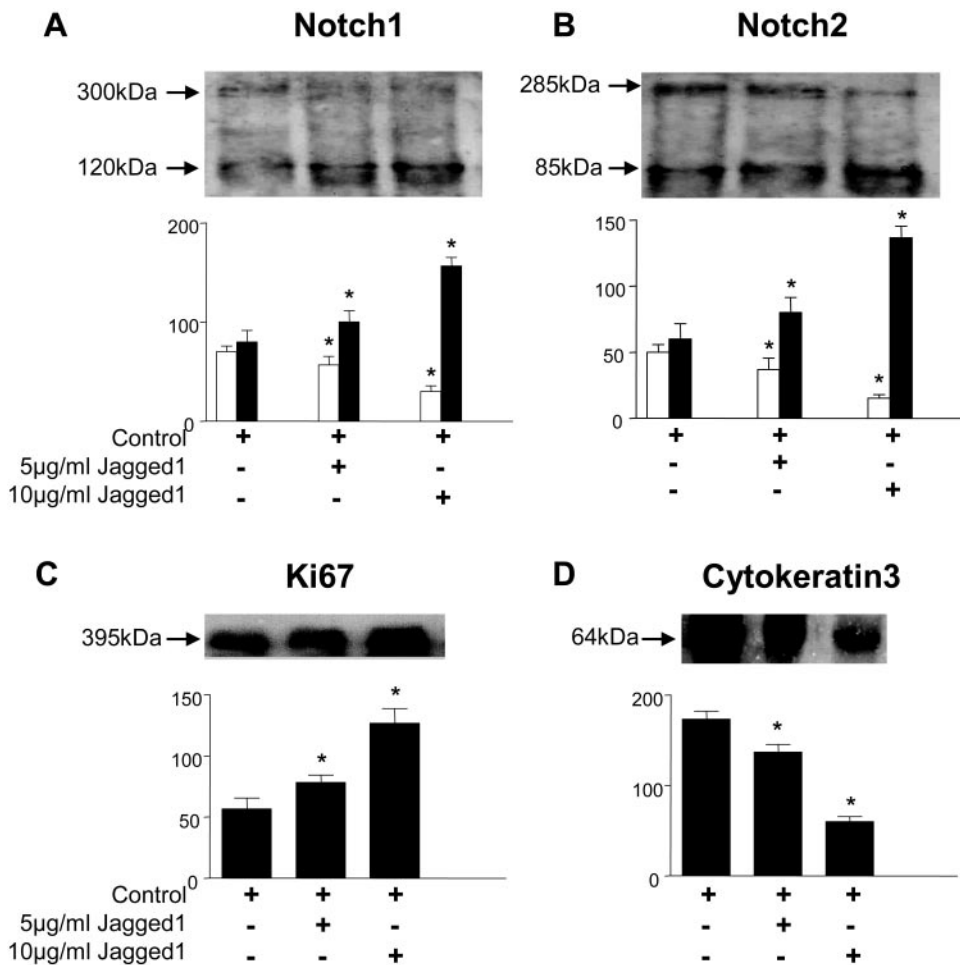 A Notch1
300kDa
120kDa
200
*
*
100
*
*
0
Control + + +
5µg/ml Jagged1 - + -
10µg/ml Jagged1 - - +
B Notch2
285kDa
85kDa
150
*
100
*
50
*
*
0
+ + +
- + -
- - +
C Ki67
395kDa
150
*
100
*
50
0
Control + + +
5µg/ml Jagged1 - + -
10µg/ml Jagged1 - - +
D Cytokeratin3
64kDa
200
*
100
*
0
+ + +
- + -
- - +